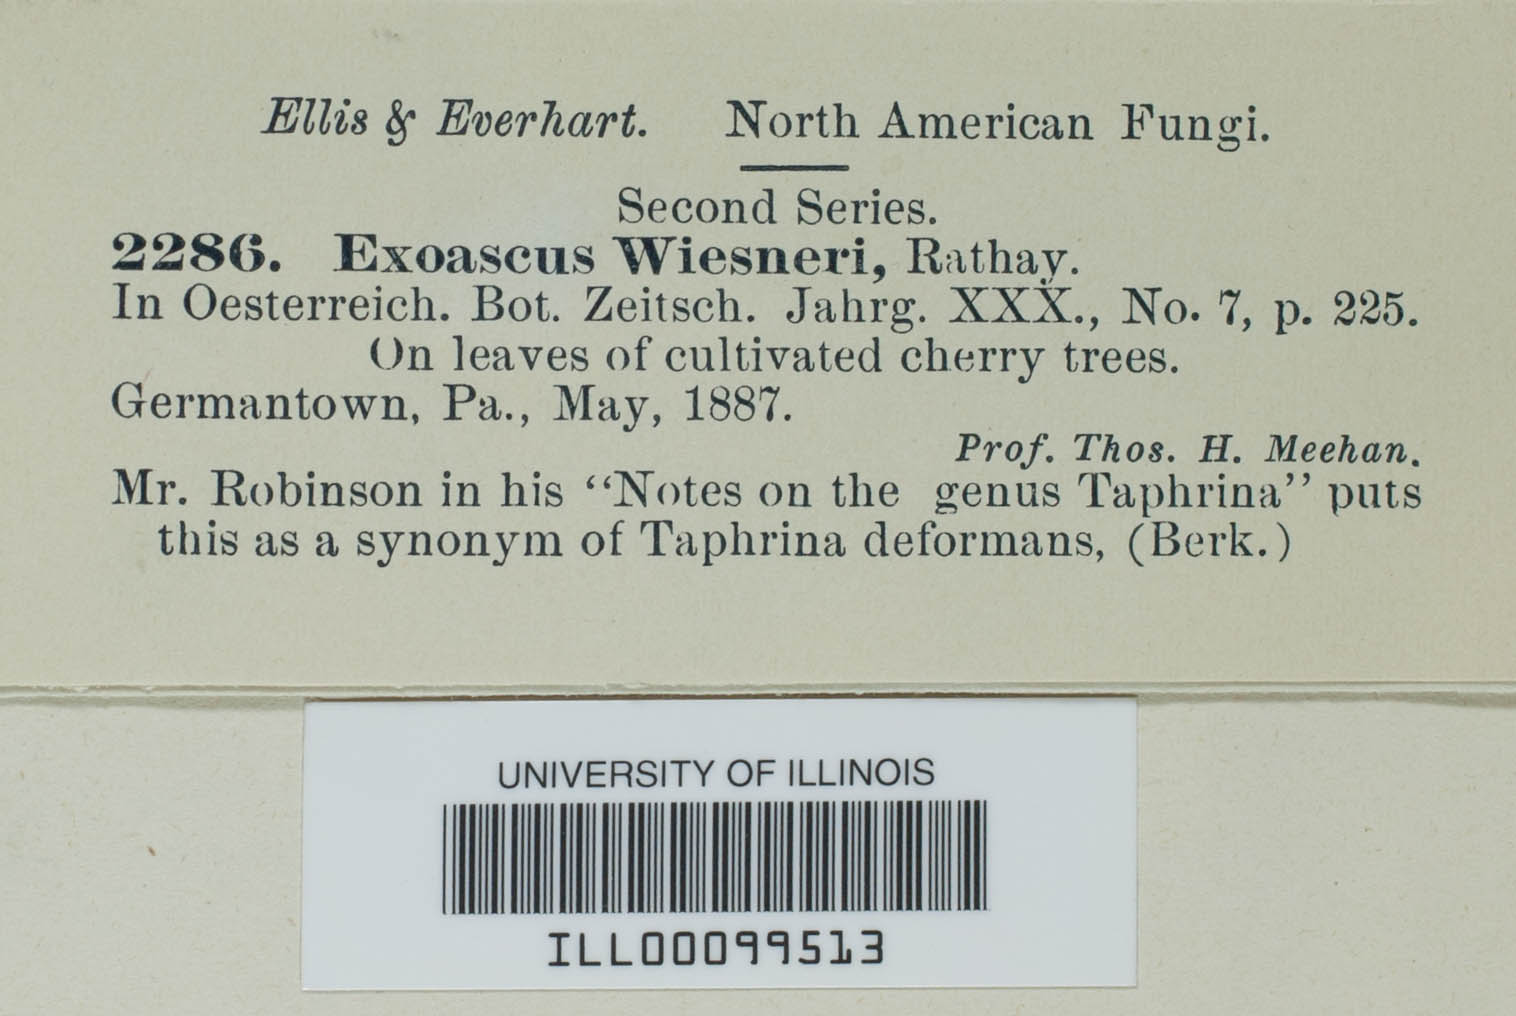 Ellis & Everhart. North American Fungi.
Second Series.
2286. Exoascus Wiesneri, Rathay.
In Oesterreich. Bot. Zeitsch. Jahrg. XXX., No. 7, p. 225.
On leaves of cultivated cherry trees.
Germantown, Pa., May, 1887.
Prof. Thos. H. Meehan.
Mr. Robinson in his “Notes on the genus Taphrina” puts
this as a synonym of Taphrina deformans, (Berk.)
UNIVERSITY OF ILLINOIS
ILL00099513